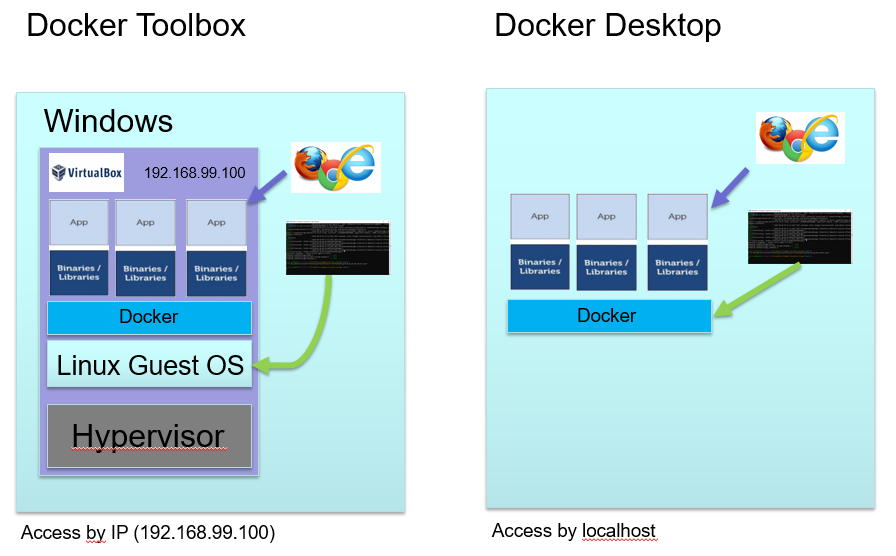 Docker Toolbox
Docker Desktop
Windows
VirtualBox
192.168.99.100
App
App
App
Binaries /
Libraries
Binaries /
Libraries
Binaries /
Libraries
Docker
Linux Guest OS
Hypervisor
Access by IP (192.168.99.100)
App
App
App
Binaries /
Libraries
Binaries /
Libraries
Binaries /
Libraries
Docker
Access by localhost